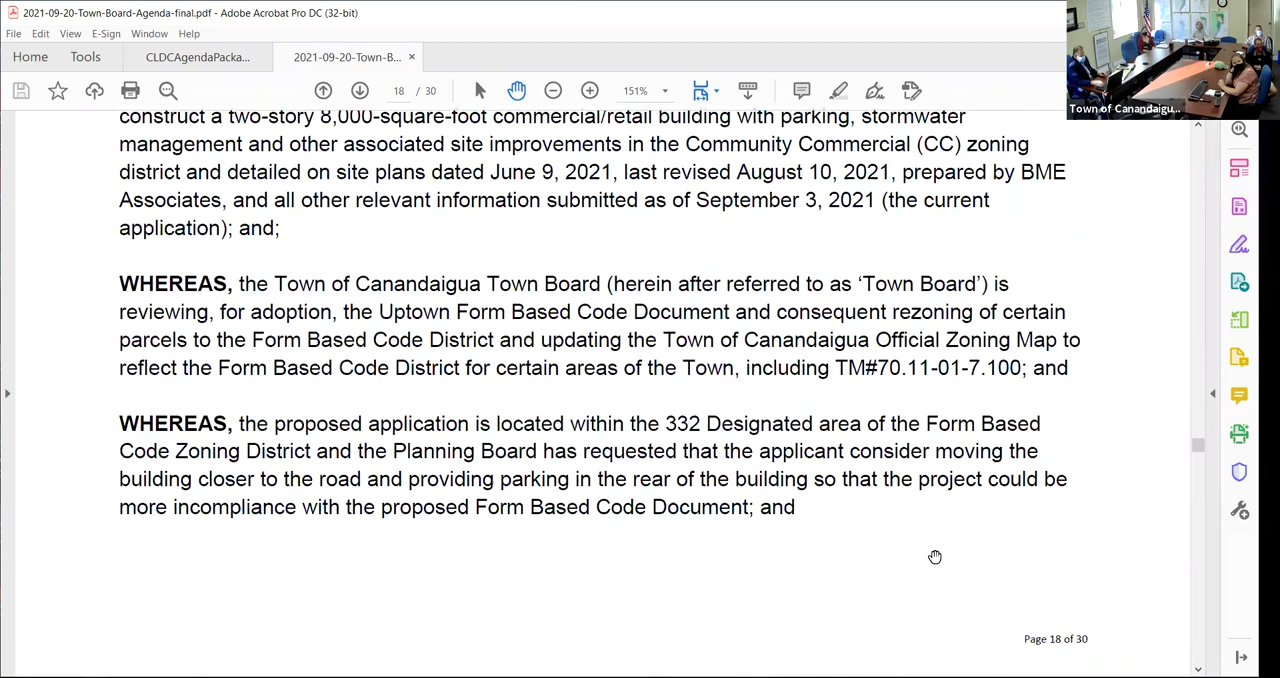 2021-09-20-Town-Board-Agenda-final.pdf - Adobe Acrobat Pro DC (32-bit)
File Edit View E-Sign Window Help
Home Tools CLDCAgendaPacka... 2021-09-20-Town-B... ×
18 / 30 151%
Town of Canandaigu...
construct a two-story 8,000-square-foot commercial/retail building with parking, stormwater
management and other associated site improvements in the Community Commercial (CC) zoning
district and detailed on site plans dated June 9, 2021, last revised August 10, 2021, prepared by BME
Associates, and all other relevant information submitted as of September 3, 2021 (the current
application); and;
WHEREAS, the Town of Canandaigua Town Board (herein after referred to as ‘Town Board’) is
reviewing, for adoption, the Uptown Form Based Code Document and consequent rezoning of certain
parcels to the Form Based Code District and updating the Town of Canandaigua Official Zoning Map to
reflect the Form Based Code District for certain areas of the Town, including TM#70.11-01-7.100; and
WHEREAS, the proposed application is located within the 332 Designated area of the Form Based
Code Zoning District and the Planning Board has requested that the applicant consider moving the
building closer to the road and providing parking in the rear of the building so that the project could be
more incompliance with the proposed Form Based Code Document; and
Page 18 of 30